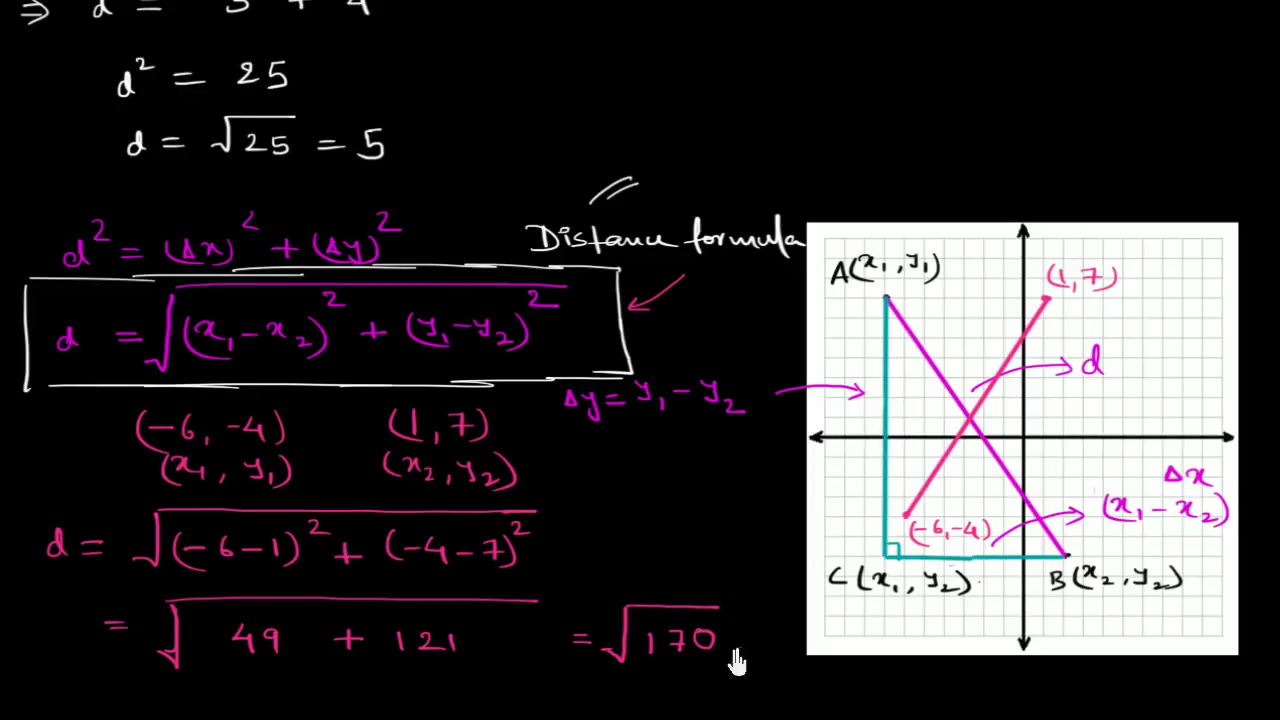 ⇒ d = 3 + 4
d² = 25
d = √25 = 5
d² = (Δx)² + (Δy)²
Distance formula
d = √(x₁ - x₂)² + (y₁ - y₂)²
Δy = y₁ - y₂
(-6, -4) (1, 7)
(x₁, y₁) (x₂, y₂)
d = √(-6-1)² + (-4-7)²
= √49 + 121 = √170
A(x₁, y₁)
(1, 7)
d
Δx
(x₁ - x₂)
(-6, -4)
C(x₁, y₂)
B(x₂, y₂)